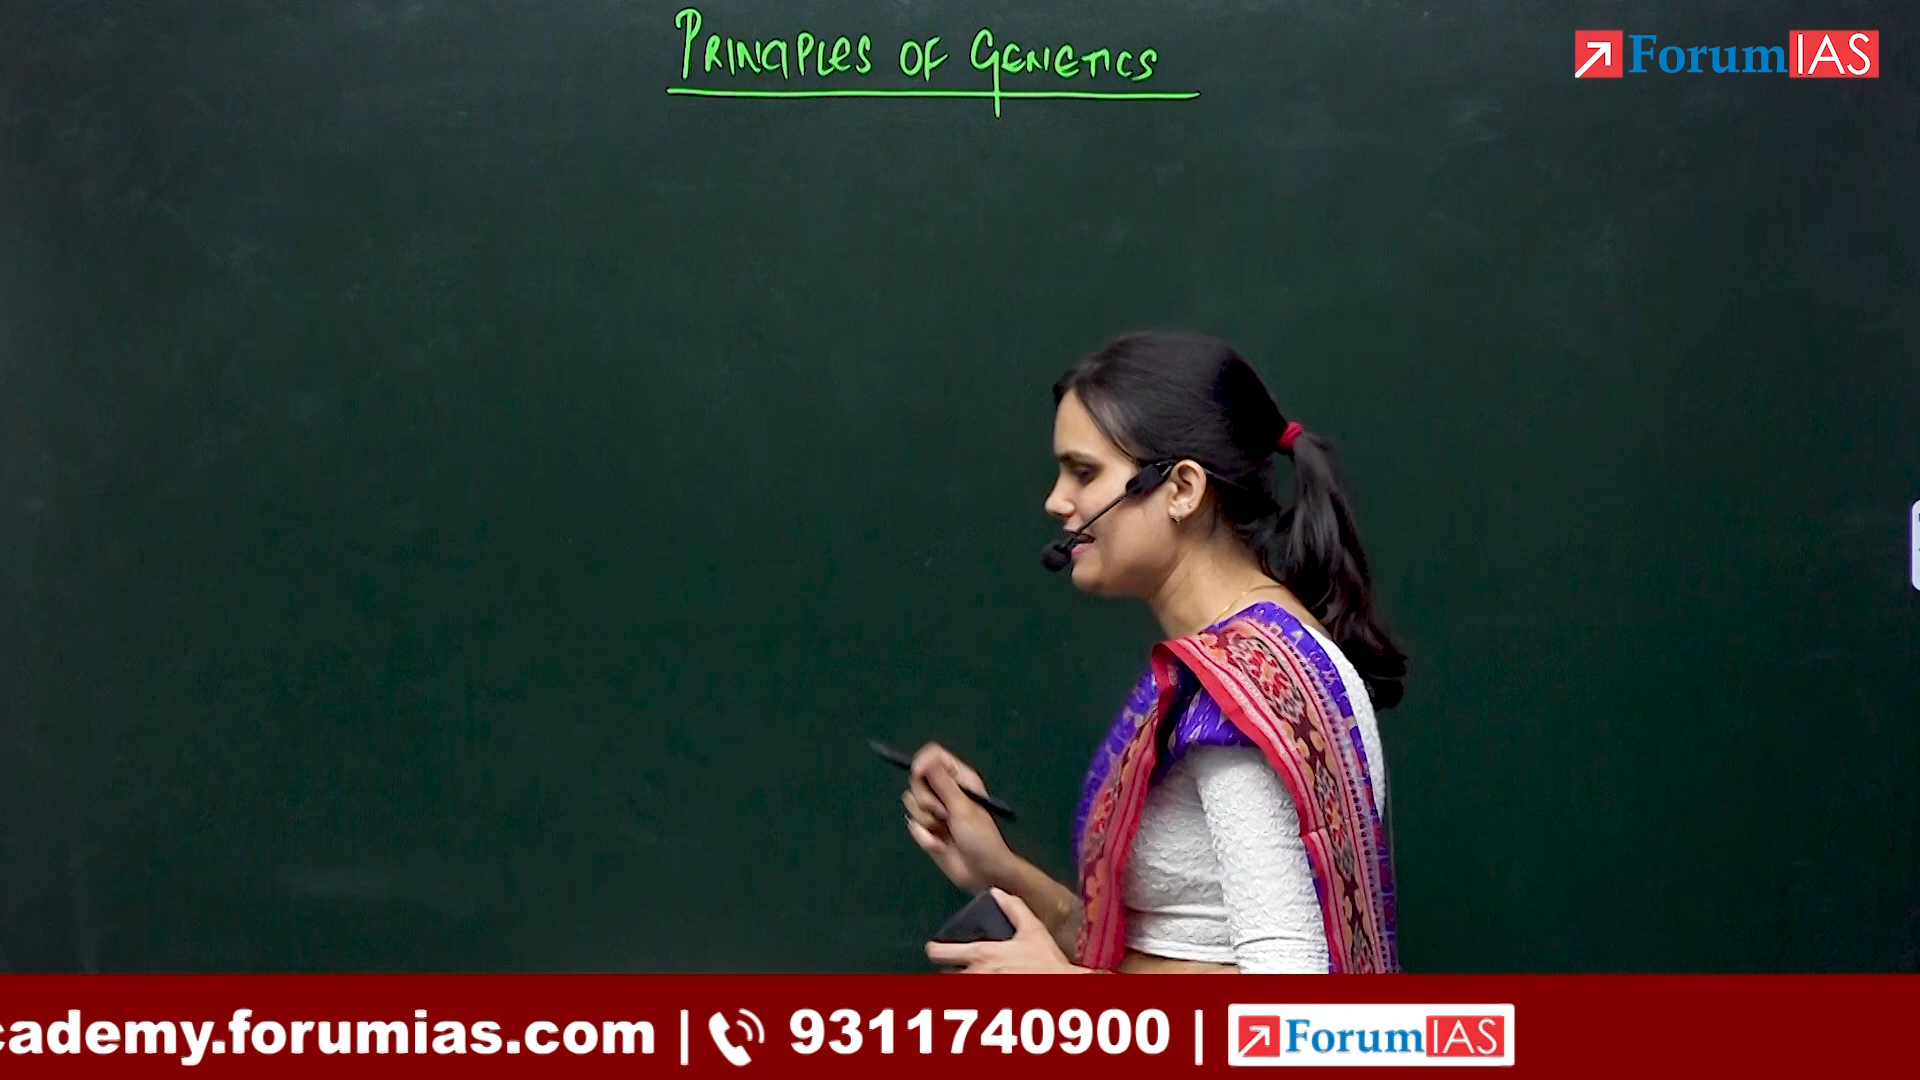 PRINCIPLES OF GENETICS
ForumIAS
cademy.forumias.com | 9311740900 | ForumIAS